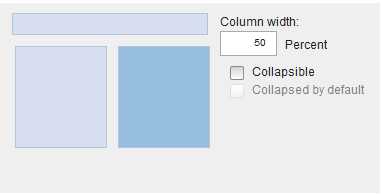 Column width:
50 Percent
Collapsible
Collapsed by default